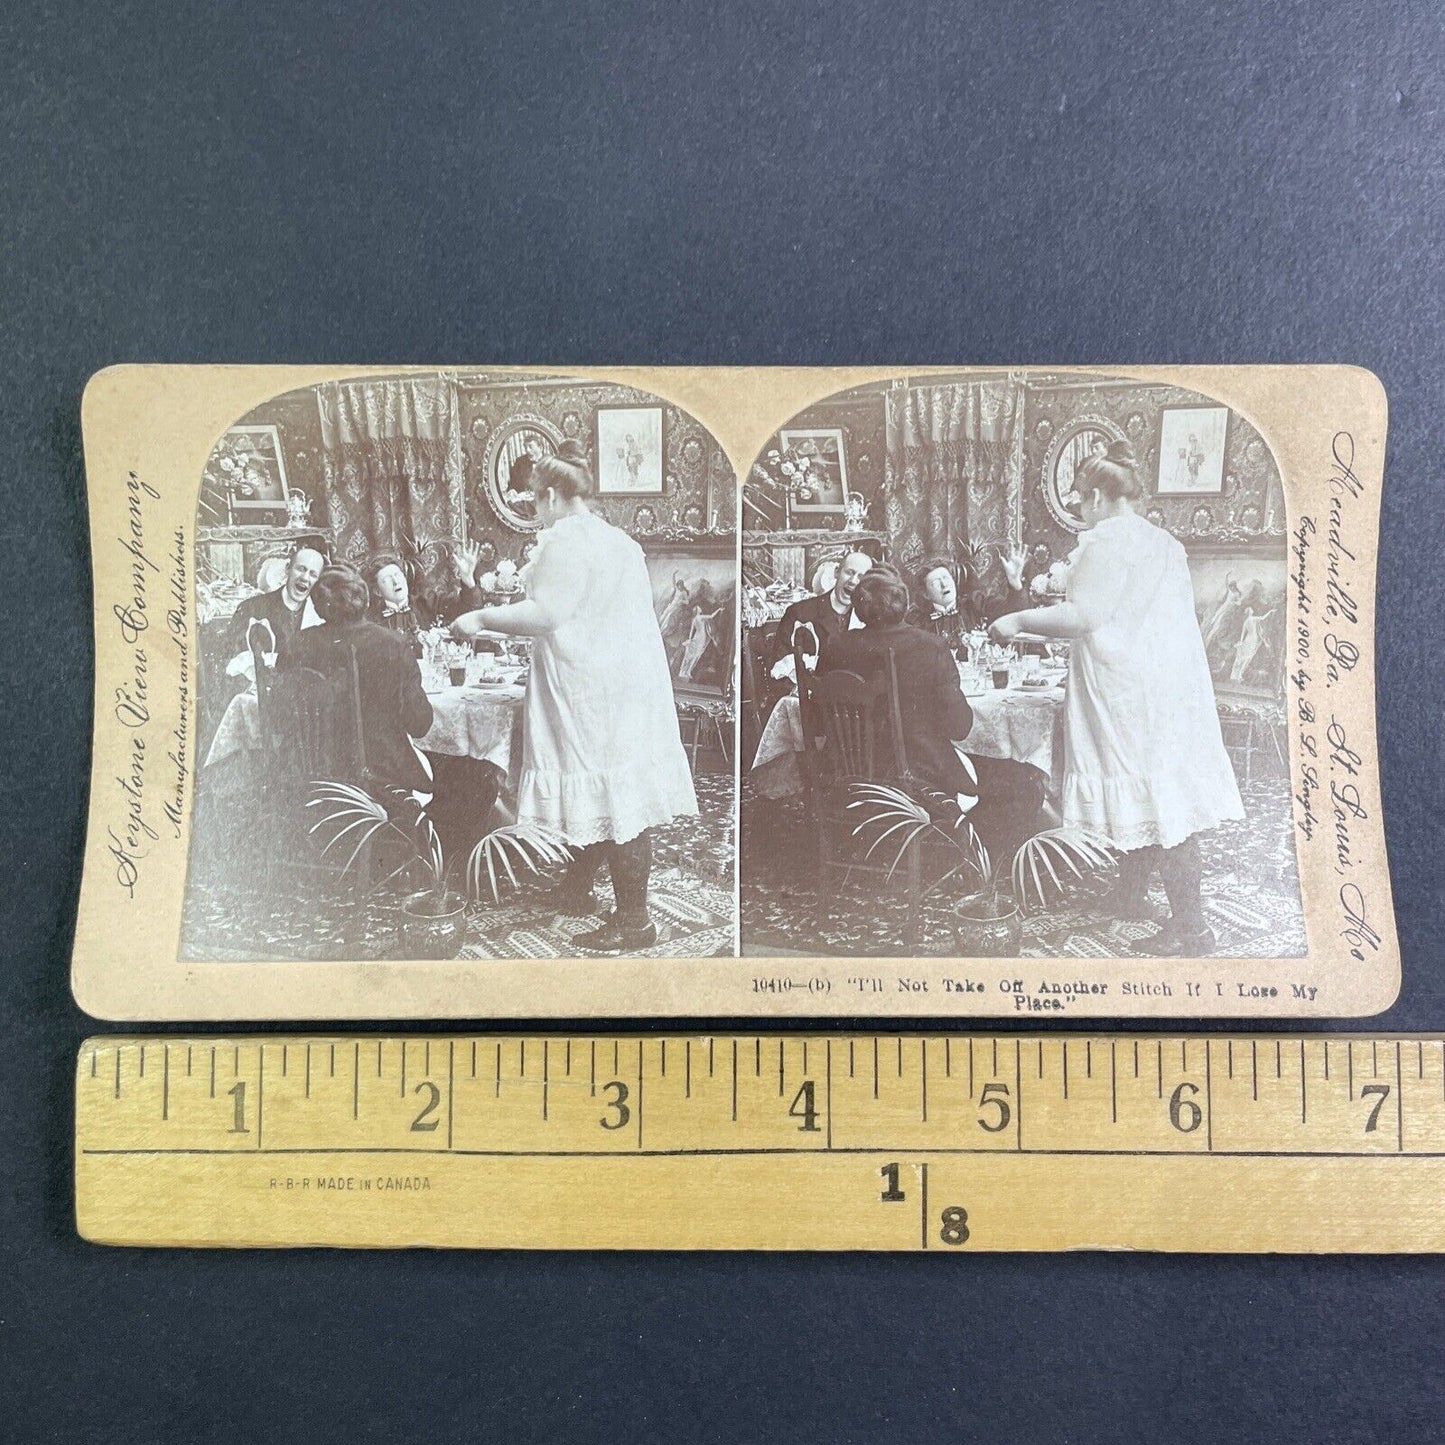 Keystone View Company,
Manufacturers and Publishers.
Meadville, Pa. St. Louis, Mo
Copyright 1900, by B. L. Singley.
10410—(b) "I'll Not Take Off Another Stitch If I Lose My
Place."
1 2 3 4 5 6 7
R-B-R MADE IN CANADA
1
8